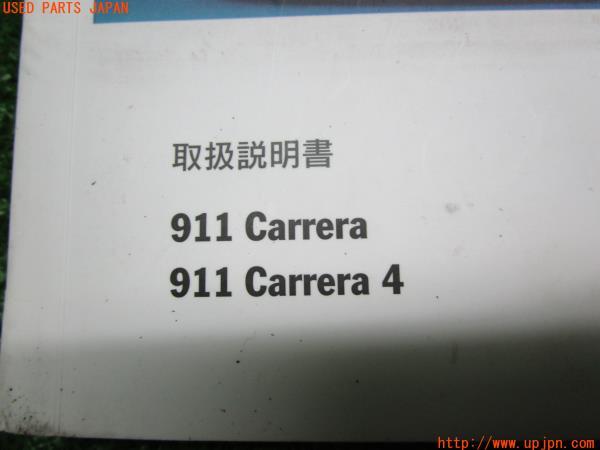 USED PARTS JAPAN
取扱説明書
911 Carrera
911 Carrera 4
http://www.upjpn.com/